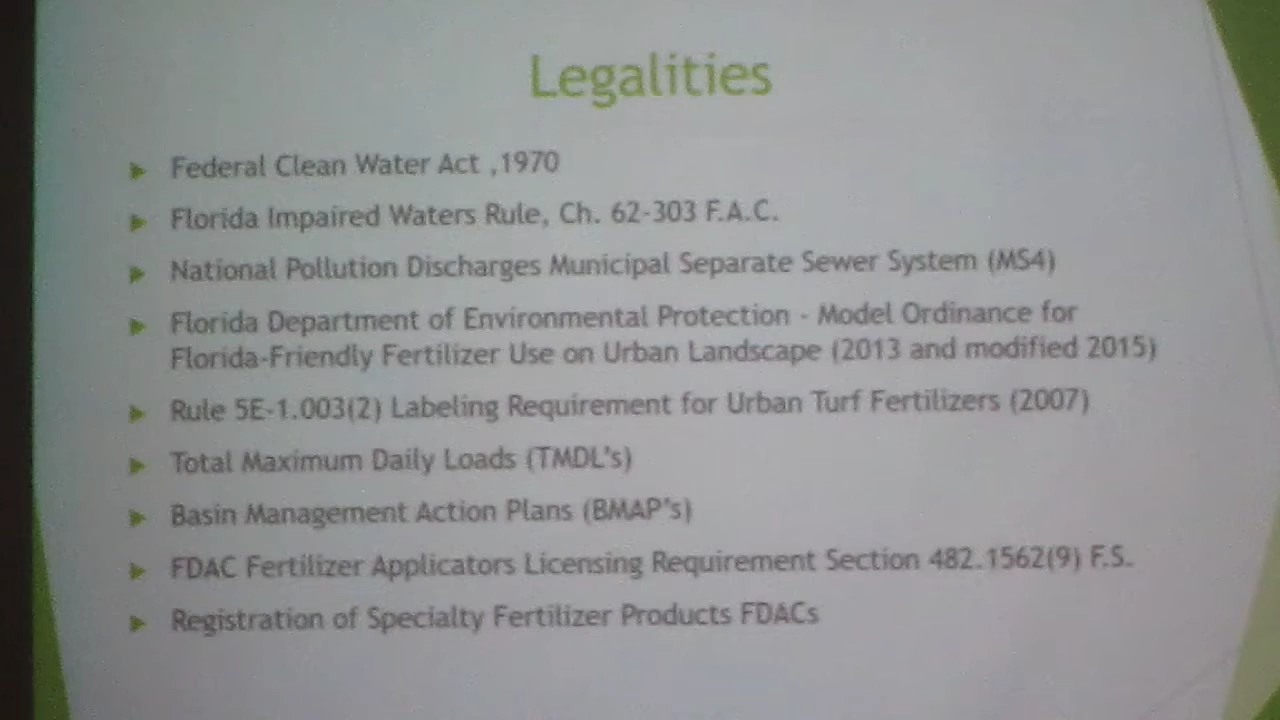 Legalities
Federal Clean Water Act ,1970
Florida Impaired Waters Rule, Ch. 62-303 F.A.C.
National Pollution Discharges Municipal Separate Sewer System (MS4)
Florida Department of Environmental Protection - Model Ordinance for
Florida-Friendly Fertilizer Use on Urban Landscape (2013 and modified 2015)
Rule 5E-1.003(2) Labeling Requirement for Urban Turf Fertilizers (2007)
Total Maximum Daily Loads (TMDL's)
Basin Management Action Plans (BMAP's)
FDAC Fertilizer Applicators Licensing Requirement Section 482.1562(9) F.S.
Registration of Specialty Fertilizer Products FDACs